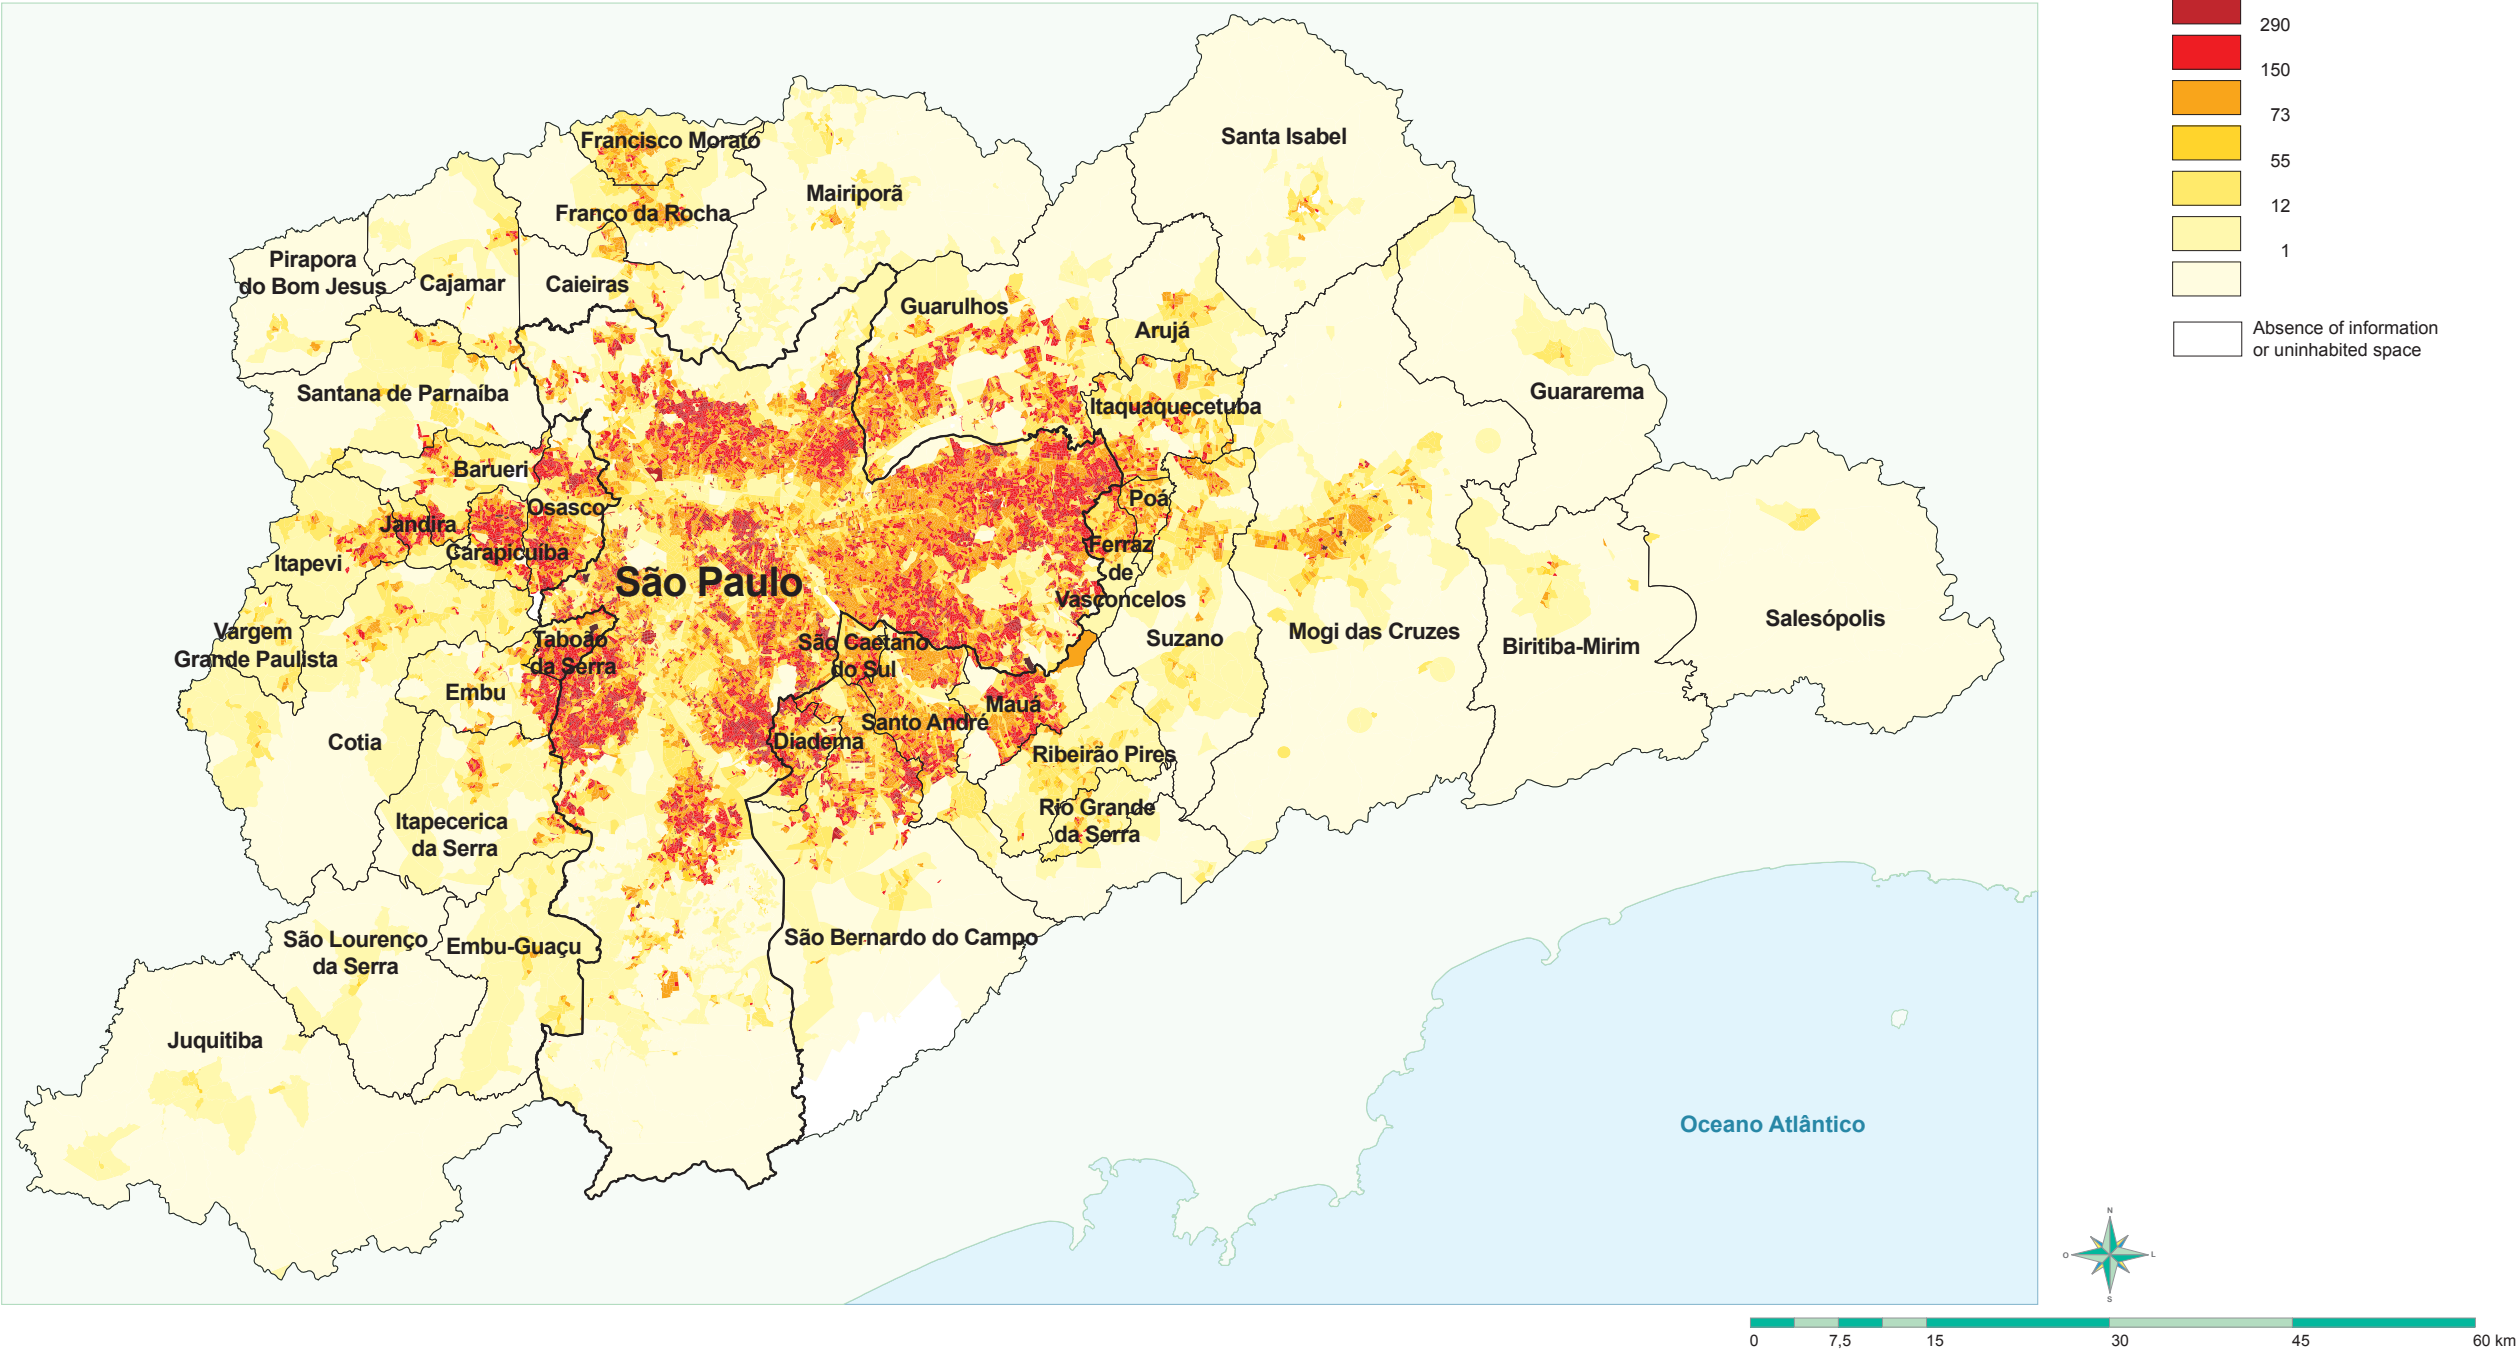 290
150
73
55
12
1
Absence of information
or uninhabited space
Santa Isabel
Francisco Morato
Mairiporã
Franco da Rocha
Pirapora
do Bom Jesus
Cajamar
Caieiras
Guarulhos
Arujá
Santana de Parnaíba
Guararema
Itaquaquecetuba
Barueri
Osasco
Poá
Jandira
Carapicuiba
Itapevi
Ferraz
de
Vasconcelos
São Paulo
Vargem
Grande Paulista
Taboão
da Serra
São Caetano
do Sul
Suzano
Mogi das Cruzes
Biritiba-Mirim
Salesópolis
Embu
Mauá
Santo André
Cotia
Diadema
Ribeirão Pires
Itapecerica
da Serra
Rio Grande
da Serra
São Lourenço
da Serra
Embu-Guaçu
São Bernardo do Campo
Juquitiba
Oceano Atlântico
N
O
L
S
0 7,5 15 30 45 60 km